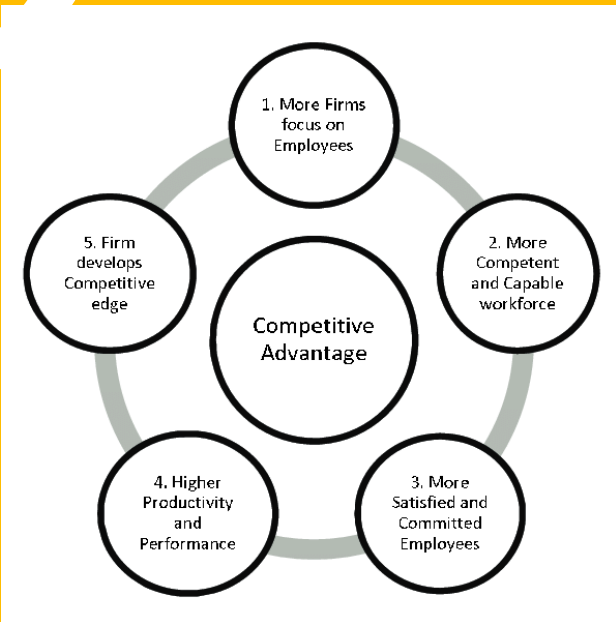 1. More Firms
focus on
Employees
2. More
Competent
and Capable
workforce
3. More
Satisfied and
Committed
Employees
4. Higher
Productivity
and
Performance
5. Firm
develops
Competitive
edge
Competitive
Advantage